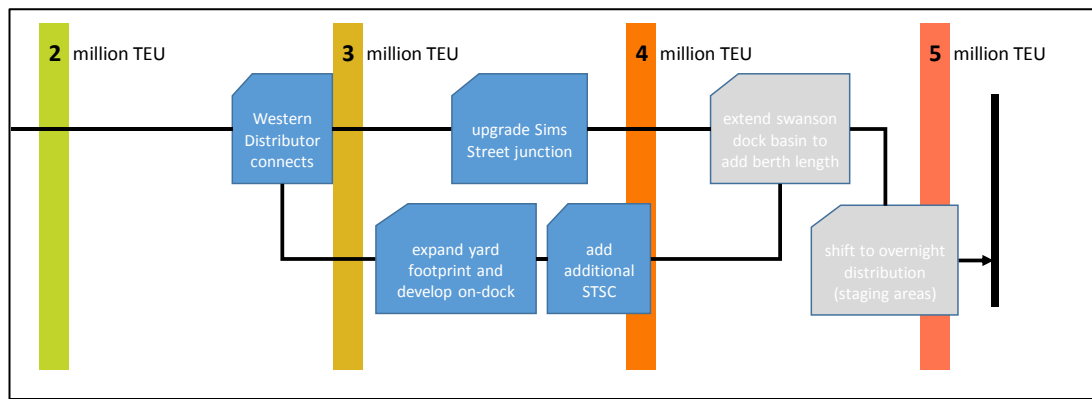 2 million TEU
3 million TEU
4 million TEU
5 million TEU
Western
Distributor
connects
upgrade Sims
Street junction
extend swanson
dock basin to
add berth length
expand yard
footprint and
develop on-dock
add
additional
STSC
shift to overnight
distribution
(staging areas)